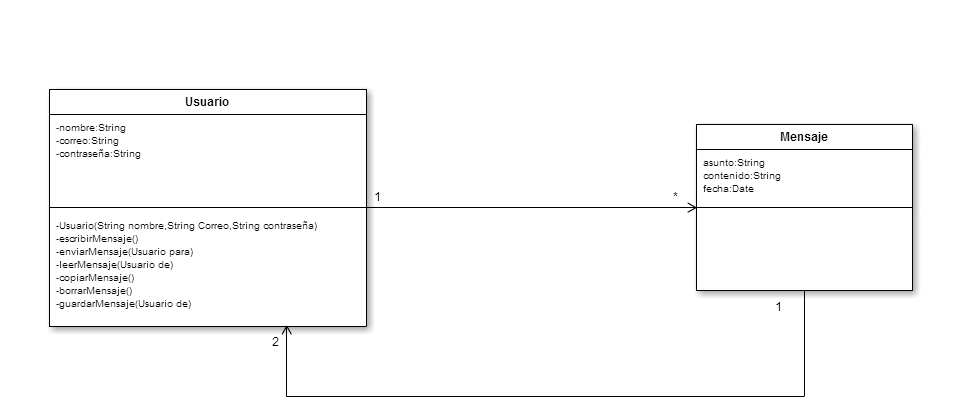 Usuario
-nombre:String
-correo:String
-contraseña:String
-Usuario(String nombre,String Correo,String contraseña)
-escribirMensaje()
-enviarMensaje(Usuario para)
-leerMensaje(Usuario de)
-copiarMensaje()
-borrarMensaje()
-guardarMensaje(Usuario de)
1
*
Mensaje
asunto:String
contenido:String
fecha:Date
1
2